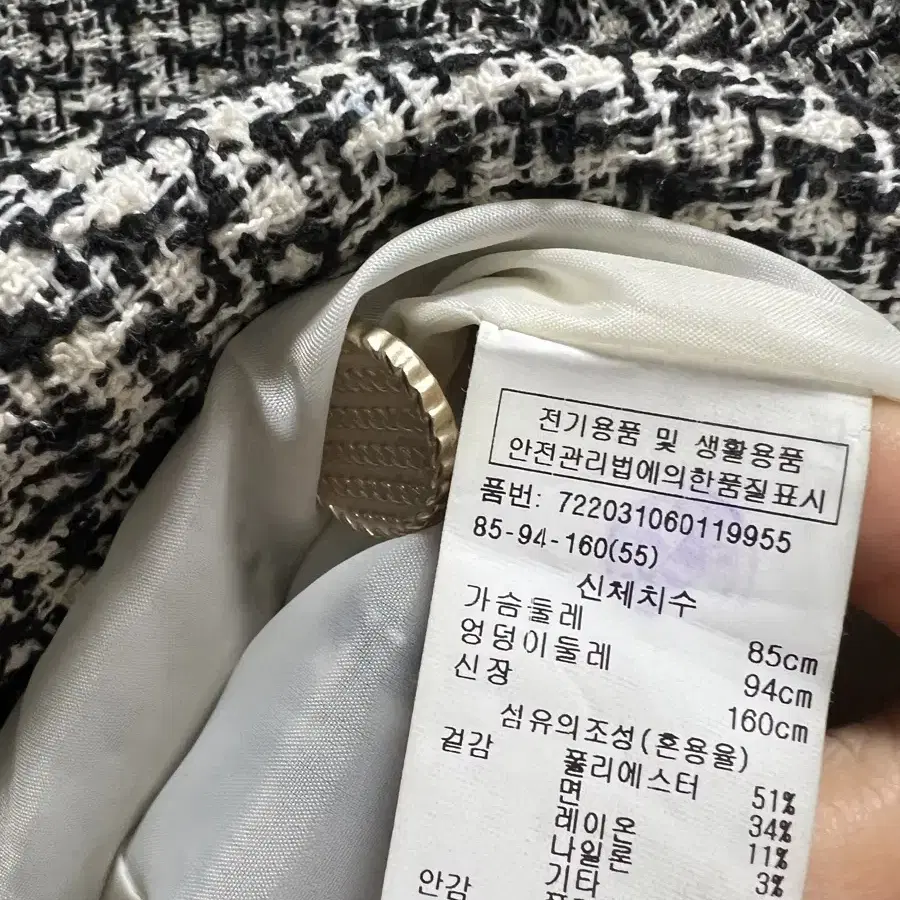 전기용품 및 생활용품
안전관리법에의한품질표시
품번: 722031060119955
85-94-160(55)
신체치수
가슴둘레 85cm
엉덩이둘레 94cm
신장 160cm
섬유의조성(혼용율)
겉감 폴리에스터 51%
면 34%
레이온 11%
나일론 3%
기타
안감